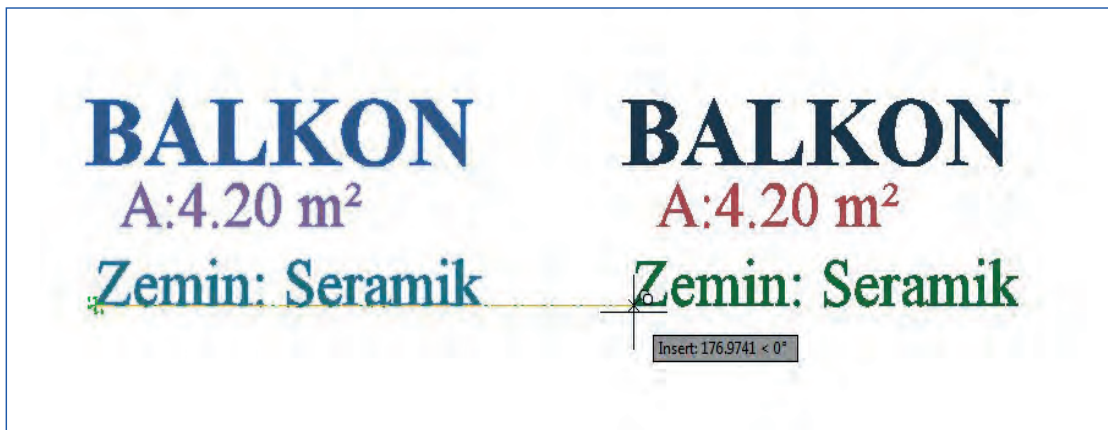 BALKON
A:4.20 m²
Zemin: Seramik
BALKON
A:4.20 m²
Zemin: Seramik
Insert: 176.9741 < 0°